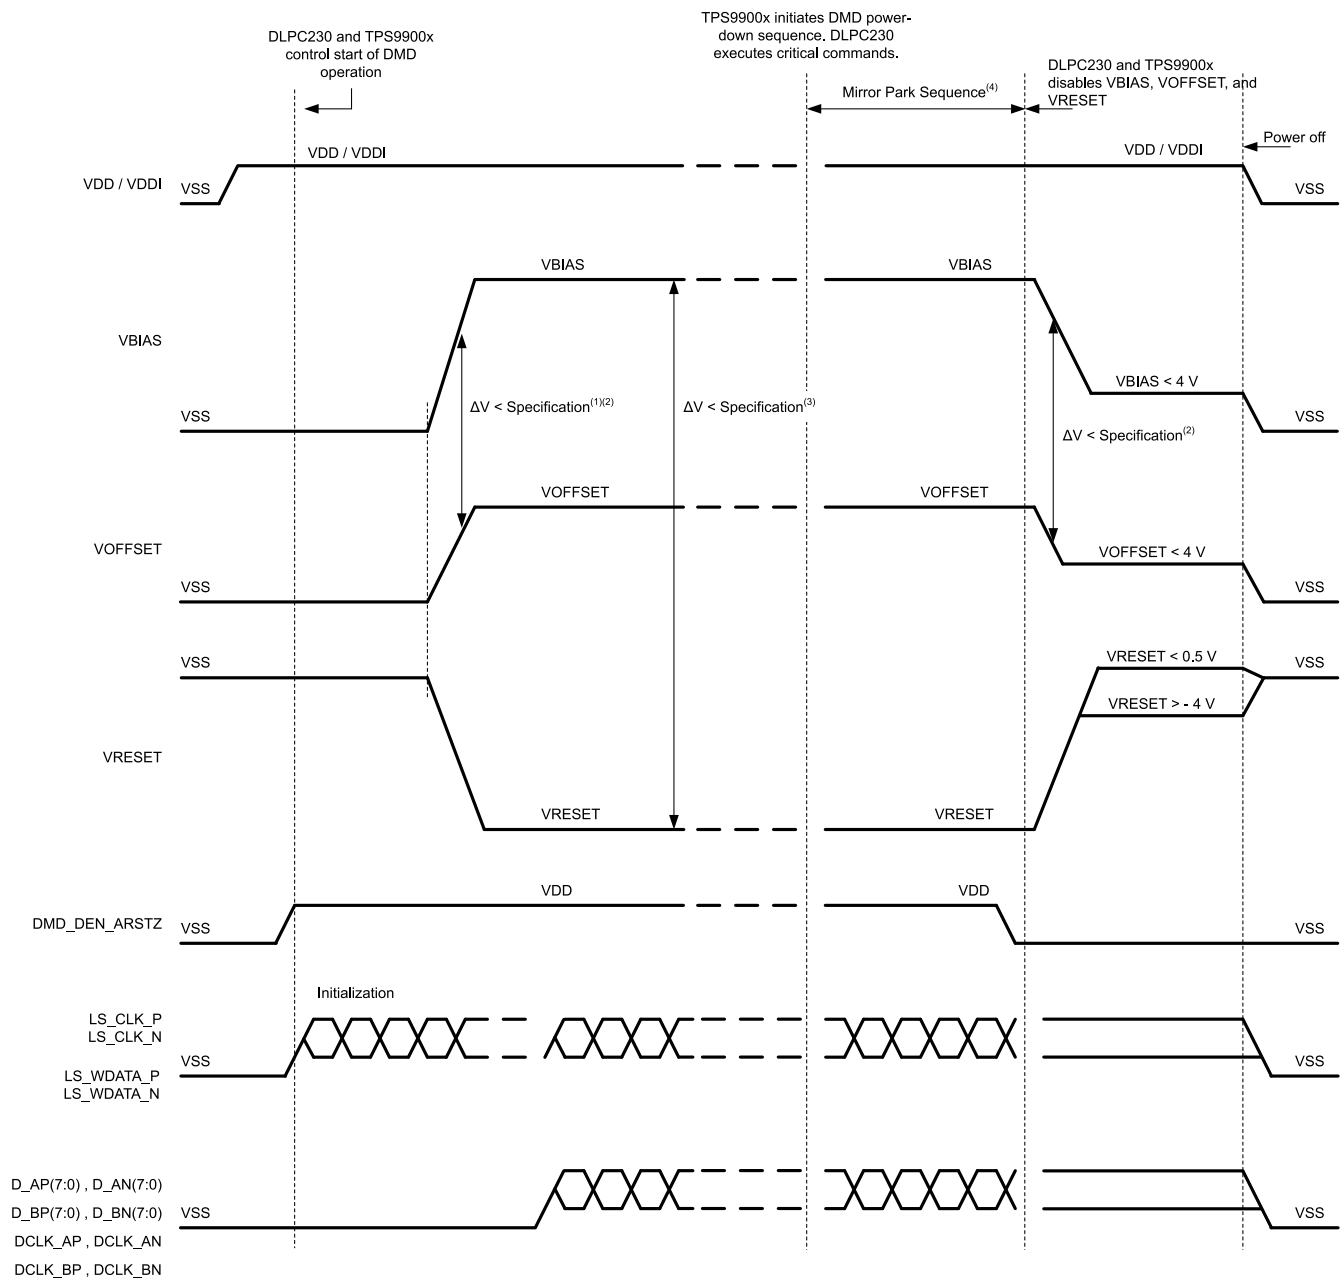 DLPC230 and TPS9900x
control start of DMD
operation
TPS9900x initiates DMD power-
down sequence. DLPC230
executes critical commands.
Mirror Park Sequence(4)
DLPC230 and TPS9900x
disables VBIAS, VOFFSET, and
VRESET
Power off
VDD / VDDI
VSS
VDD / VDDI
VDD / VDDI
VSS
VBIAS
VSS
VBIAS
VBIAS
VBIAS < 4 V
VSS
ΔV < Specification(1)(2)
ΔV < Specification(3)
ΔV < Specification(2)
VOFFSET
VSS
VOFFSET
VOFFSET
VOFFSET < 4 V
VSS
VRESET
VSS
VRESET
VRESET
VRESET < 0.5 V
VRESET > - 4 V
VSS
DMD_DEN_ARSTZ
VSS
VDD
VDD
VSS
Initialization
LS_CLK_P
LS_CLK_N
LS_WDATA_P
LS_WDATA_N
VSS
VSS
D_AP(7:0) , D_AN(7:0)
D_BP(7:0) , D_BN(7:0)
DCLK_AP , DCLK_AN
DCLK_BP , DCLK_BN
VSS
VSS